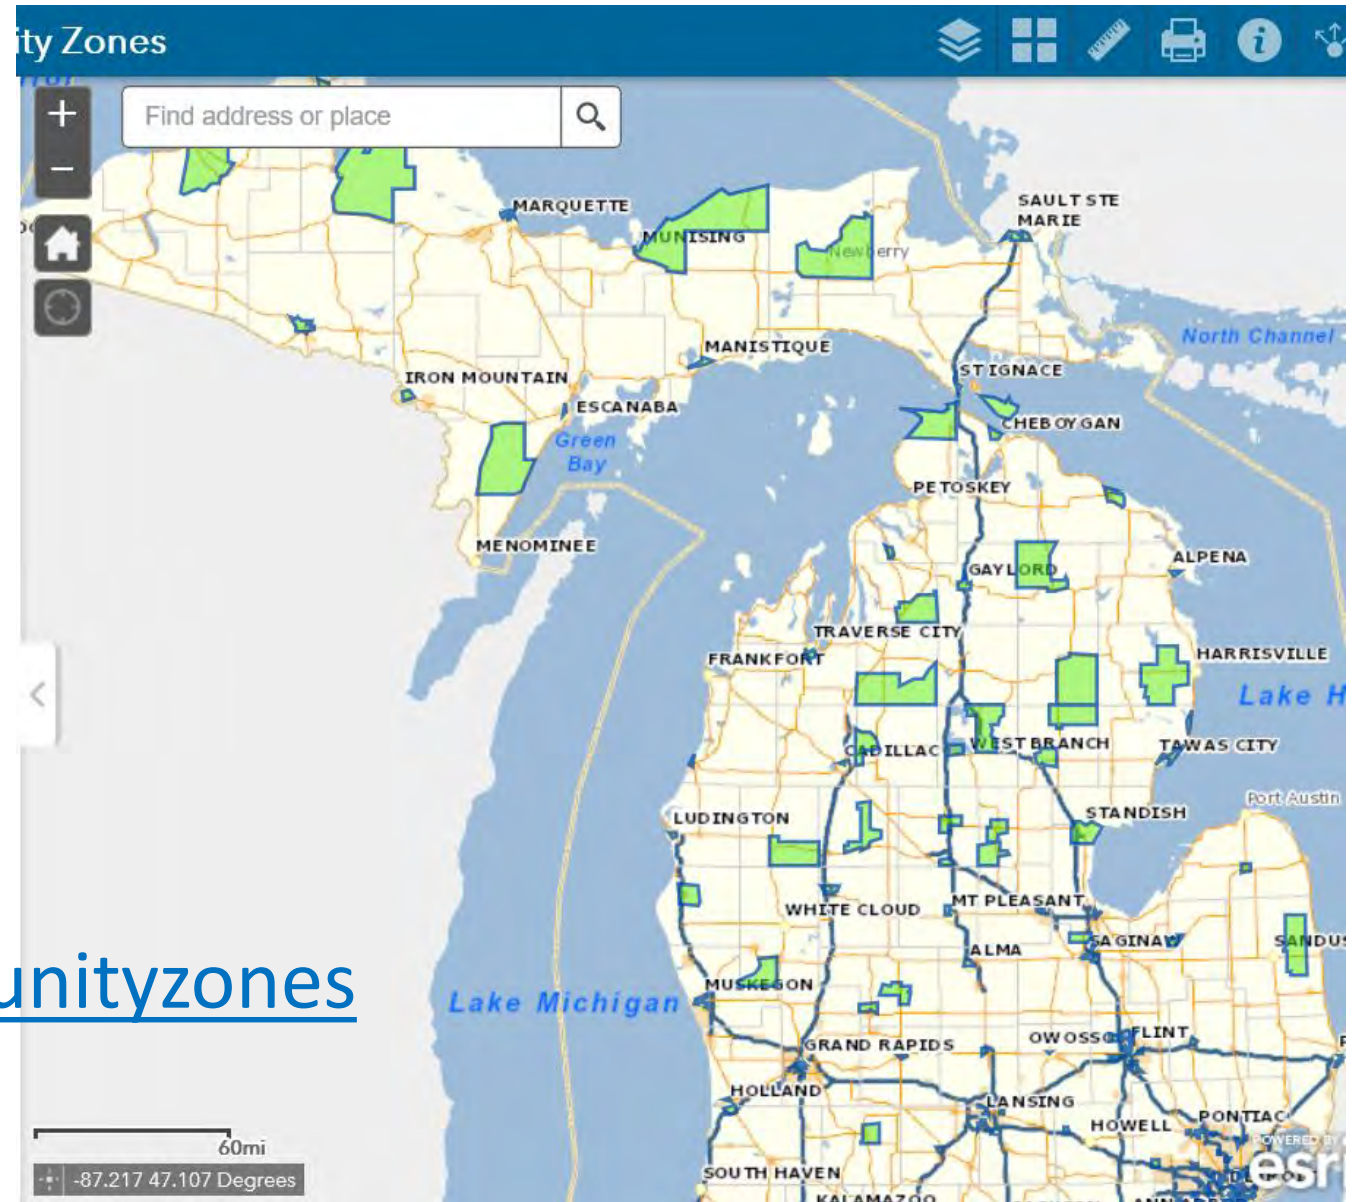 ity Zones
Find address or place
MARQUETTE
SAULT STE
MARIE
MUNISING
Newberry
North Channel
MANISTIQUE
ST IGNACE
IRON MOUNTAIN
ESCANABA
CHEBOYGAN
Green
Bay
PETOSKEY
MENOMINEE
ALPENA
GAYLORD
TRAVERSE CITY
HARRISVILLE
FRANKFORT
Lake H
CADILLAC
WEST BRANCH
TAWAS CITY
Port Austin
LUDINGTON
STANDISH
WHITE CLOUD
MT PLEASANT
ALMA
SAGINAW
SANDUS
unityzones
MUSKEGON
Lake Michigan
GRAND RAPIDS
OWOSSO
FLINT
HOLLAND
LANSING
HOWELL
PONTIAC
60mi
POWERED BY
esri
-87.217 47.107 Degrees
SOUTH HAVEN
KALAMAZOO